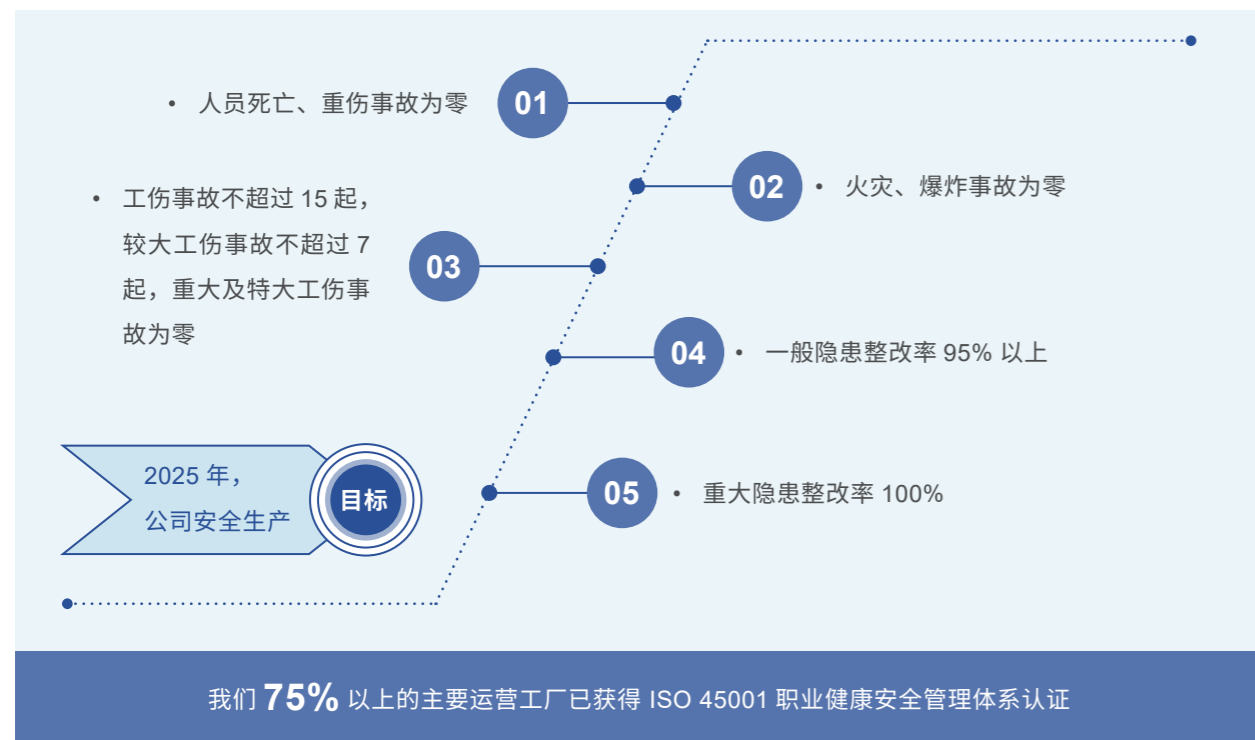 01
• 人员死亡、重伤事故为零
02
• 火灾、爆炸事故为零
03
• 工伤事故不超过 15 起，
较大工伤事故不超过 7
起，重大及特大工伤事
故为零
04
• 一般隐患整改率 95% 以上
05
• 重大隐患整改率 100%
2025 年，
公司安全生产
目标
我们 75% 以上的主要运营工厂已获得 ISO 45001 职业健康安全管理体系认证